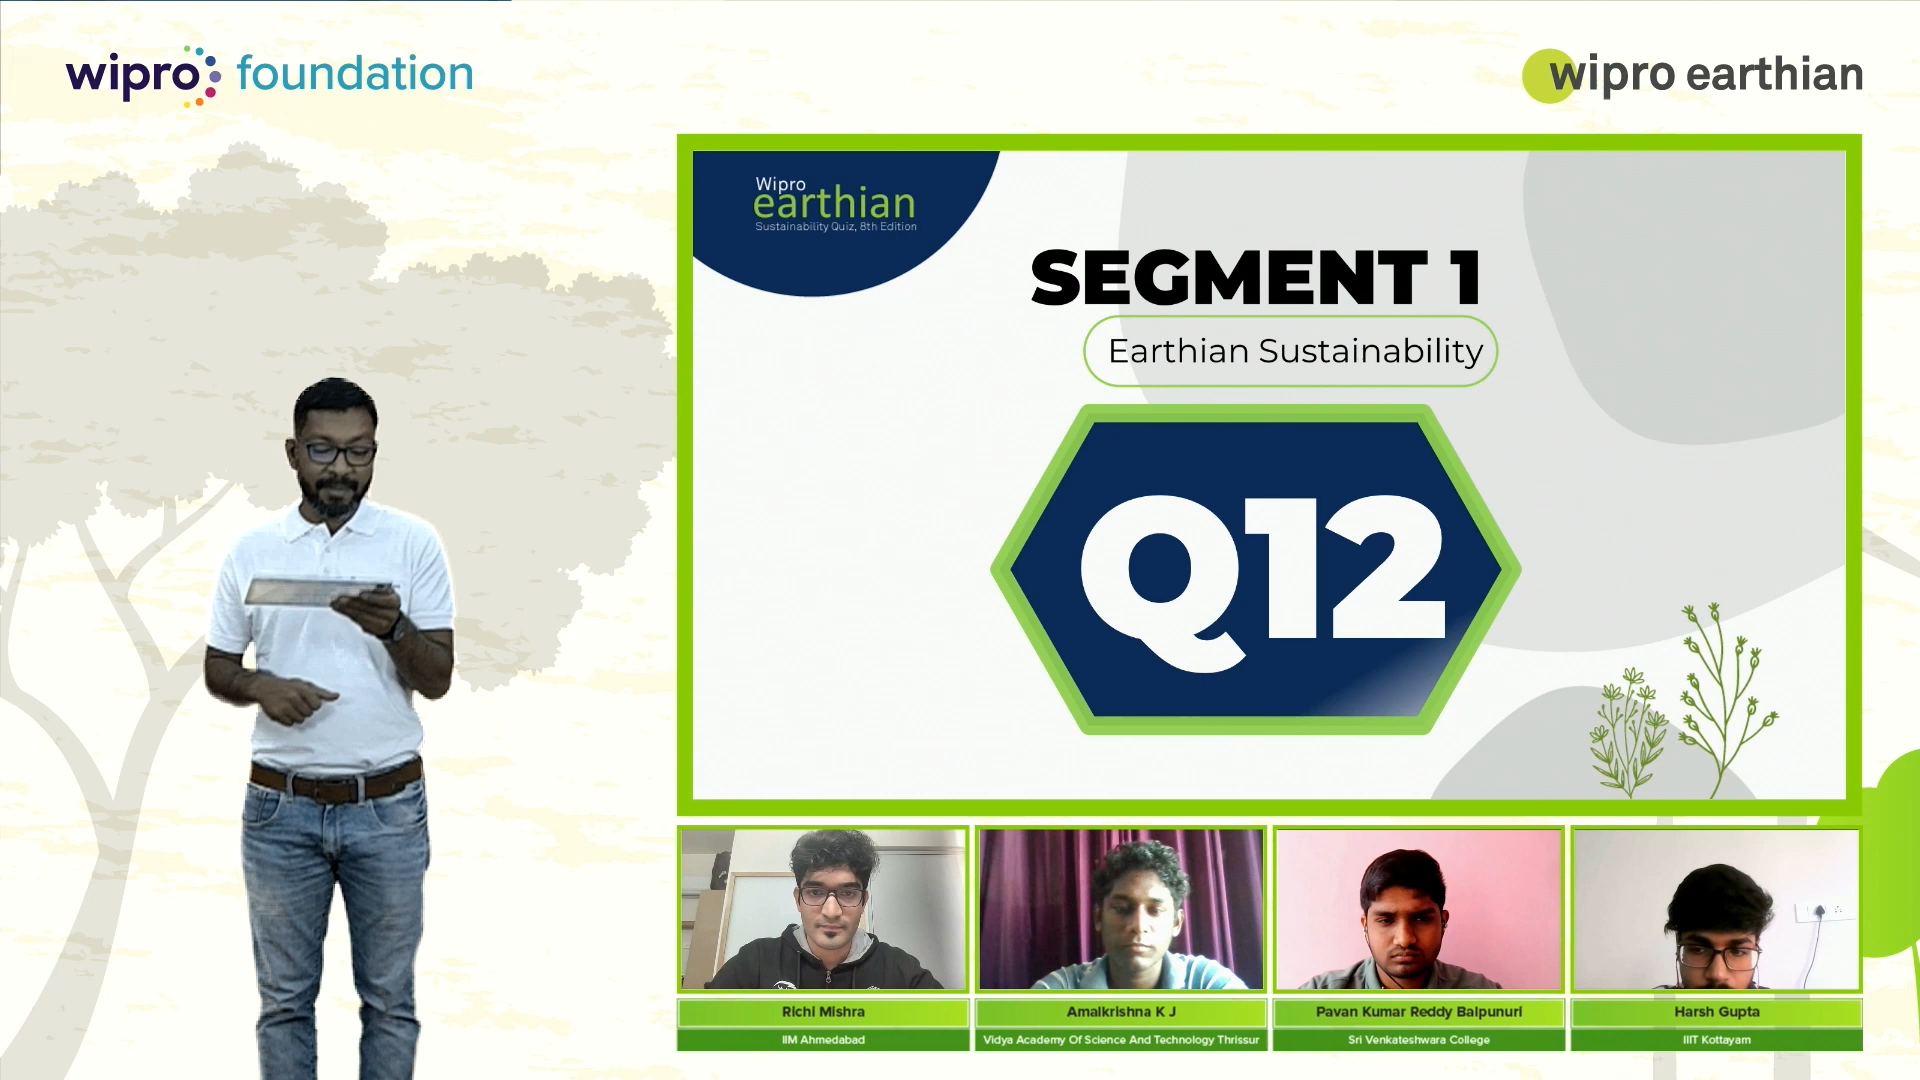 wipro foundation
wipro earthian
Wipro
earthian
Sustainability Quiz, 8th Edition
SEGMENT 1
Earthian Sustainability
Q12
Richi Mishra
Amalkrishna K J
Pavan Kumar Reddy Balpunuri
Harsh Gupta
IIM Ahmedabad
Vidya Academy Of Science And Technology Thrissur
Sri Venkateshwara College
IIIT Kottayam